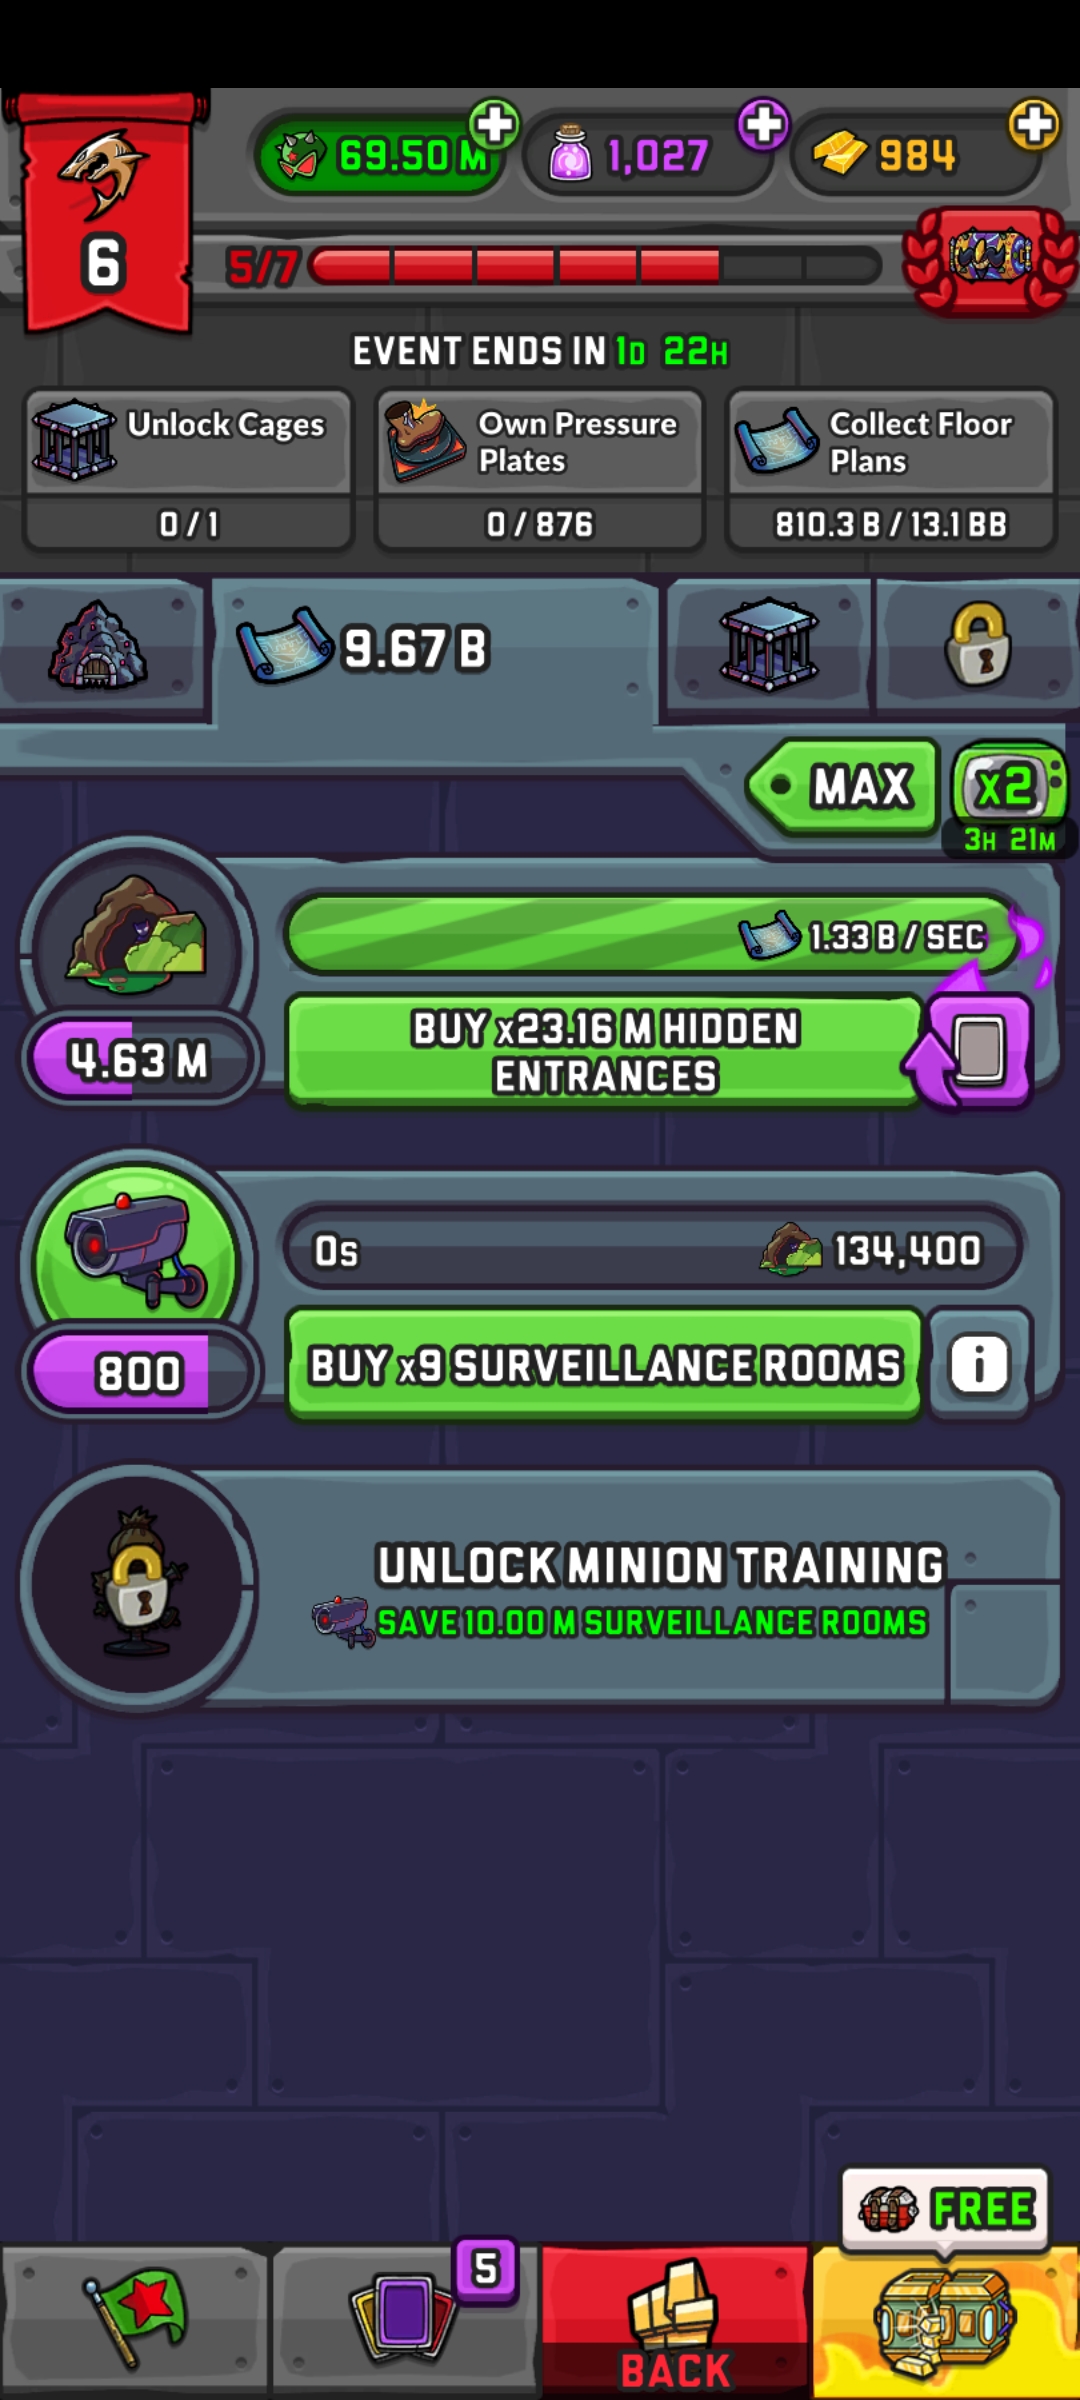 6
69.50 M
1,027
984
5/7
EVENT ENDS IN 1D 22H
Unlock Cages
0 / 1
Own Pressure
Plates
0 / 876
Collect Floor
Plans
810.3 B / 13.1 BB
9.67 B
MAX
x2
3H 21M
1.33 B / SEC
4.63 M
BUY x23.16 M HIDDEN
ENTRANCES
0s
134,400
800
BUY x9 SURVEILLANCE ROOMS
i
UNLOCK MINION TRAINING
SAVE 10.00 M SURVEILLANCE ROOMS
FREE
5
BACK